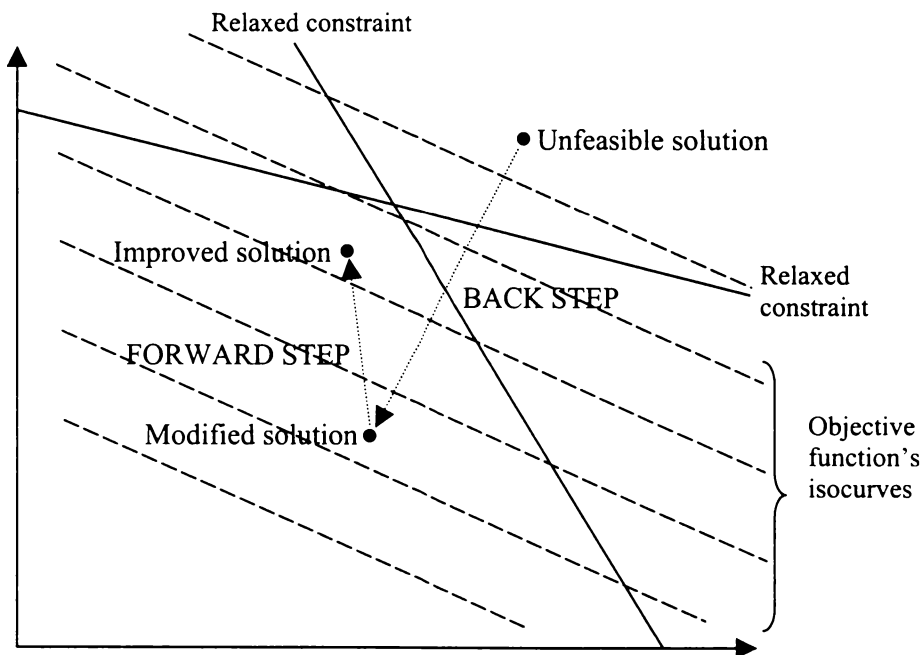 Relaxed constraint
Unfeasible solution
Improved solution
Relaxed
constraint
BACK STEP
FORWARD STEP
Modified solution
Objective
function's
isocurves